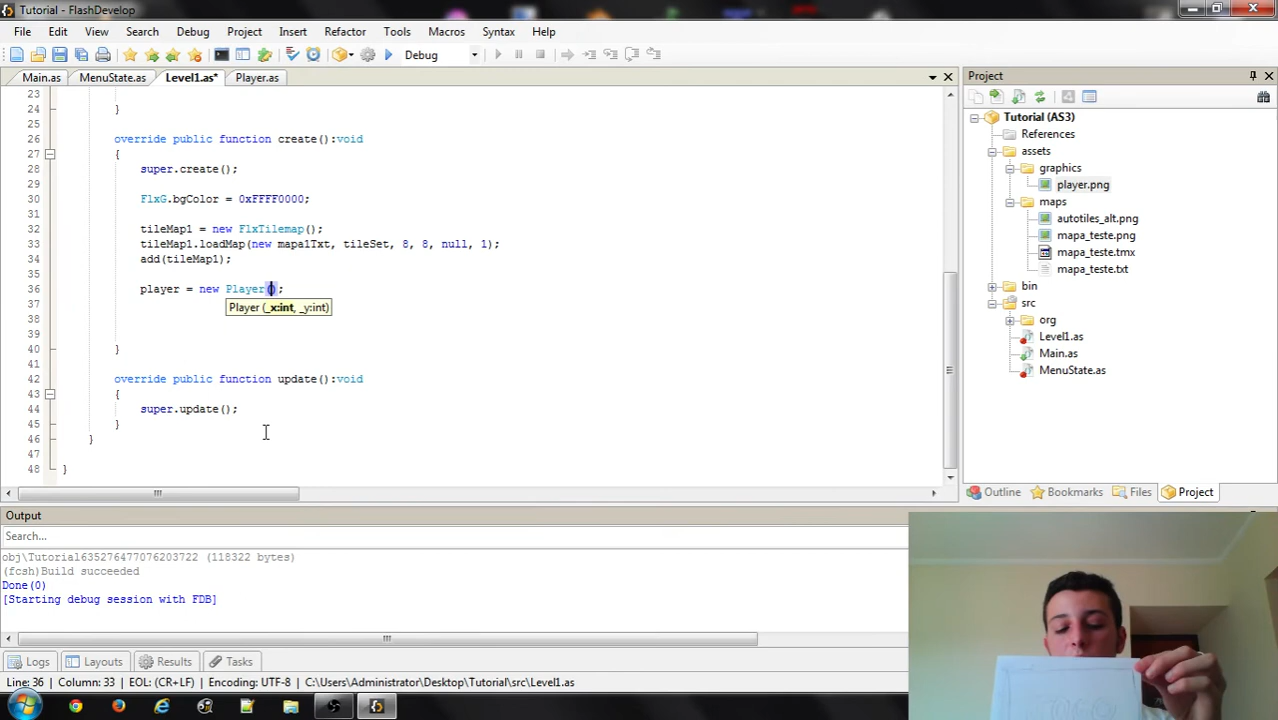 Tutorial - FlashDevelop
File Edit View Search Debug Project Insert Refactor Tools Macros Syntax Help
Debug
Main.as MenuState.as Level1.as* Player.as
23
24 }
25
26 override public function create():void
27 {
28 super.create();
29
30 FlxG.bgColor = 0xFFFF0000;
31
32 tileMap1 = new FlxTilemap();
33 tileMap1.loadMap(new mapa1Txt, tileSet, 8, 8, null, 1);
34 add(tileMap1);
35
36 player = new Player();
37 Player (_x:int, _y:int)
38
39
40 }
41
42 override public function update():void
43 {
44 super.update();
45 }
46 }
47
48 }
Project
Tutorial (AS3)
References
assets
graphics
player.png
maps
autotiles_alt.png
mapa_teste.png
mapa_teste.tmx
mapa_teste.txt
bin
src
org
Level1.as
Main.as
MenuState.as
Outline Bookmarks Files Project
Output
Search...
obj\Tutorial635276477076203722 (118322 bytes)
(fcsh)Build succeeded
Done(0)
[Starting debug session with FDB]
Logs Layouts Results Tasks
Line: 36 Column: 33 EOL: (CR+LF) Encoding: UTF-8 C:\Users\Administrator\Desktop\Tutorial\src\Level1.as